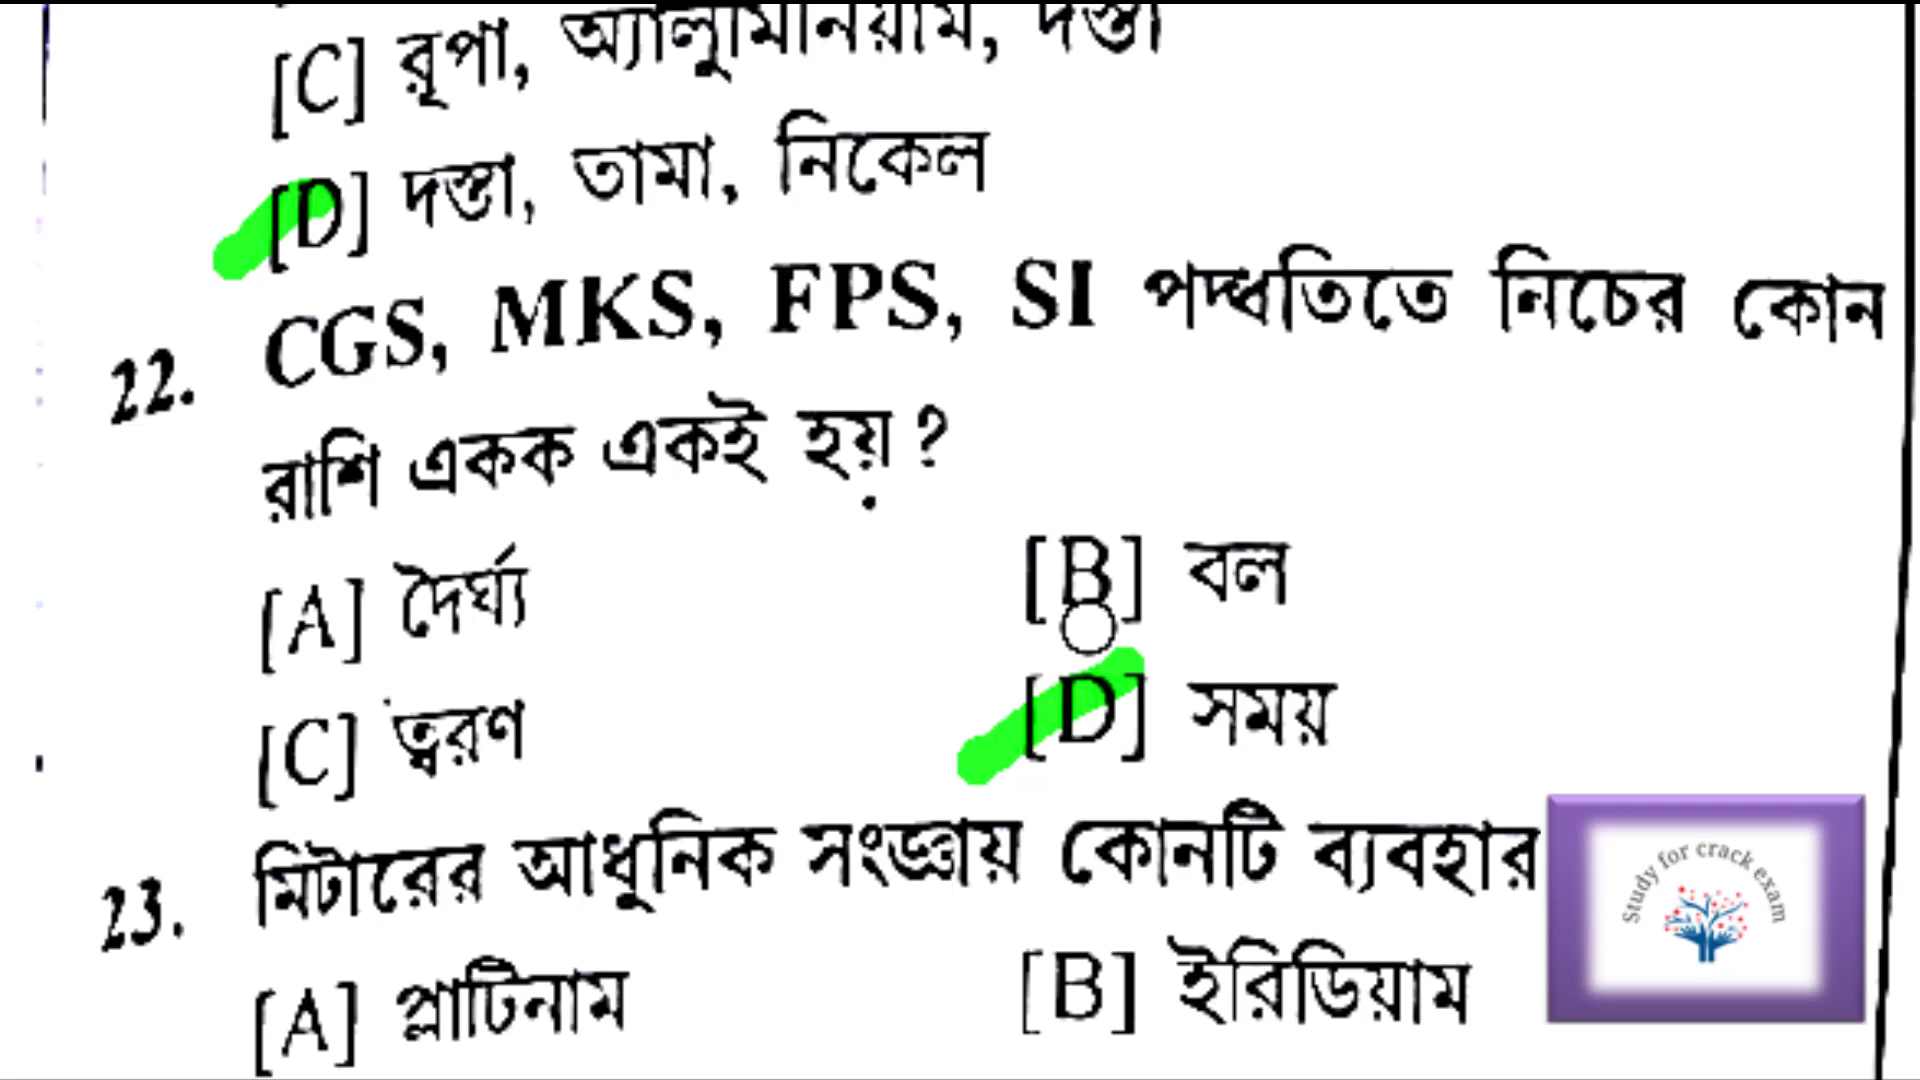 [C] রূপা, অ্যালুমিনিয়াম, দস্তা
[D] দস্তা, তামা, নিকেল
22. CGS, MKS, FPS, SI পদ্ধতিতে নিচের কোন
রাশি একক একই হয় ?
[A] দৈর্ঘ্য [B] বল
[C] ত্বরণ [D] সময়
23. মিটারের আধুনিক সংজ্ঞায় কোনটি ব্যবহার
[A] প্লাটিনাম [B] ইরিডিয়াম
Study for crack exam